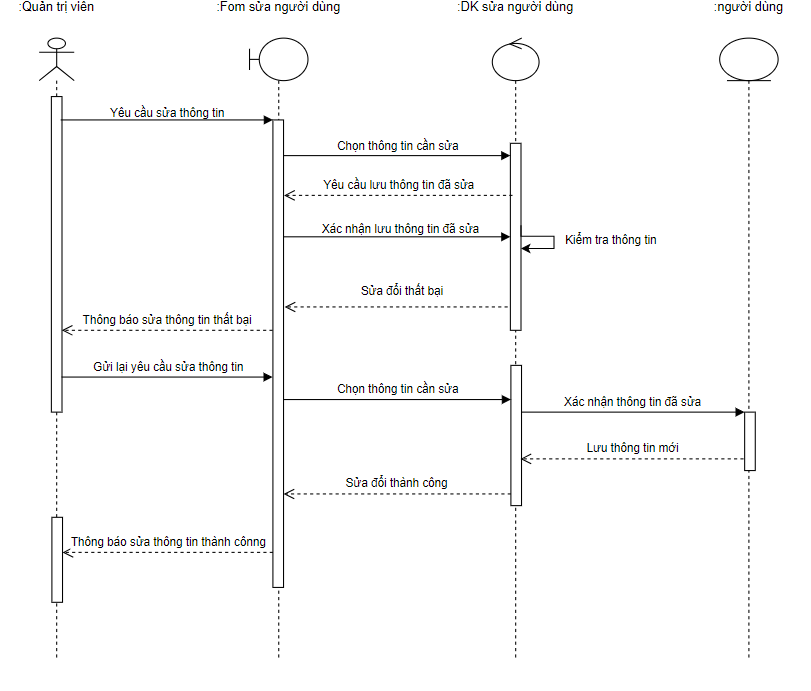 :Quản trị viên
:Fom sửa người dùng
:DK sửa người dùng
:người dùng
Yêu cầu sửa thông tin
Chọn thông tin cần sửa
Yêu cầu lưu thông tin đã sửa
Xác nhận lưu thông tin đã sửa
Kiểm tra thông tin
Sửa đổi thất bại
Thông báo sửa thông tin thất bại
Gửi lại yêu cầu sửa thông tin
Chọn thông tin cần sửa
Xác nhận thông tin đã sửa
Lưu thông tin mới
Sửa đổi thành công
Thông báo sửa thông tin thành cônng